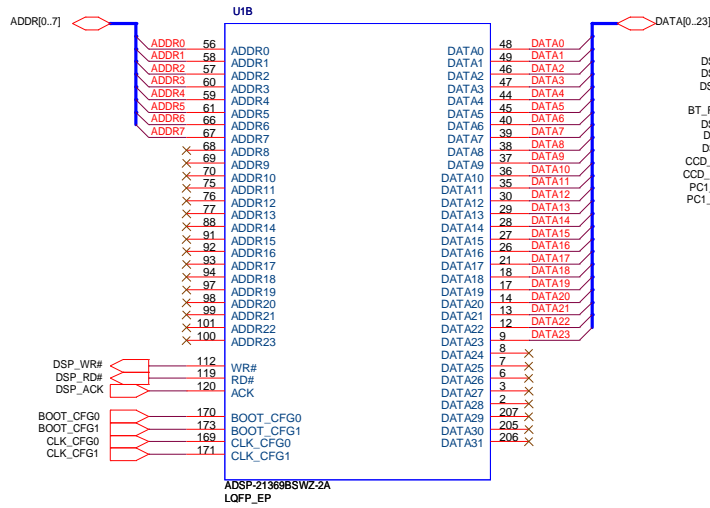 U1B
ADDR[0..7]
DATA[0..23]
ADDR0 56 ADDR0 DATA0 48 DATA0
ADDR1 58 ADDR1 DATA1 49 DATA1
ADDR2 57 ADDR2 DATA2 46 DATA2
ADDR3 60 ADDR3 DATA3 47 DATA3
ADDR4 59 ADDR4 DATA4 44 DATA4
ADDR5 61 ADDR5 DATA5 45 DATA5
ADDR6 66 ADDR6 DATA6 40 DATA6
ADDR7 67 ADDR7 DATA7 39 DATA7
68 ADDR8 DATA8 38 DATA8
69 ADDR9 DATA9 37 DATA9
70 ADDR10 DATA10 36 DATA10
75 ADDR11 DATA11 35 DATA11
76 ADDR12 DATA12 30 DATA12
77 ADDR13 DATA13 29 DATA13
88 ADDR14 DATA14 28 DATA14
91 ADDR15 DATA15 27 DATA15
92 ADDR16 DATA16 26 DATA16
93 ADDR17 DATA17 21 DATA17
94 ADDR18 DATA18 18 DATA18
97 ADDR19 DATA19 17 DATA19
98 ADDR20 DATA20 14 DATA20
99 ADDR21 DATA21 13 DATA21
101 ADDR22 DATA22 12 DATA22
100 ADDR23 DATA23 9 DATA23
DATA24 8
DATA25 7
DATA26 6
DATA27 3
DATA28 2
DATA29 207
DATA30 205
DATA31 206
DSP_WR# 112 WR#
DSP_RD# 119 RD#
DSP_ACK 120 ACK
BOOT_CFG0 170 BOOT_CFG0
BOOT_CFG1 173 BOOT_CFG1
CLK_CFG0 169 CLK_CFG0
CLK_CFG1 171 CLK_CFG1
ADSP-21369BSWZ-2A
LQFP_EP
CCD_
CCD_
PC1_
PC1_